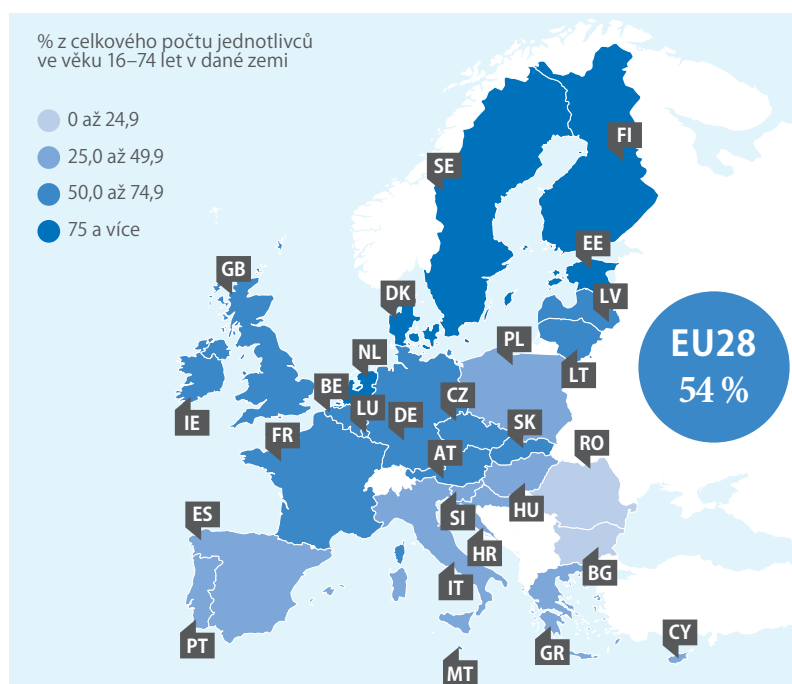 % z celkového počtu jednotlivců
ve věku 16–74 let v dané zemi
0 až 24,9
25,0 až 49,9
50,0 až 74,9
75 a více
FI
SE
EE
GB
DK
LV
PL
EU28
54 %
NL
LT
BE
CZ
LU
DE
IE
SK
FR
RO
AT
ES
SI
HU
HR
IT
BG
PT
CY
GR
MT